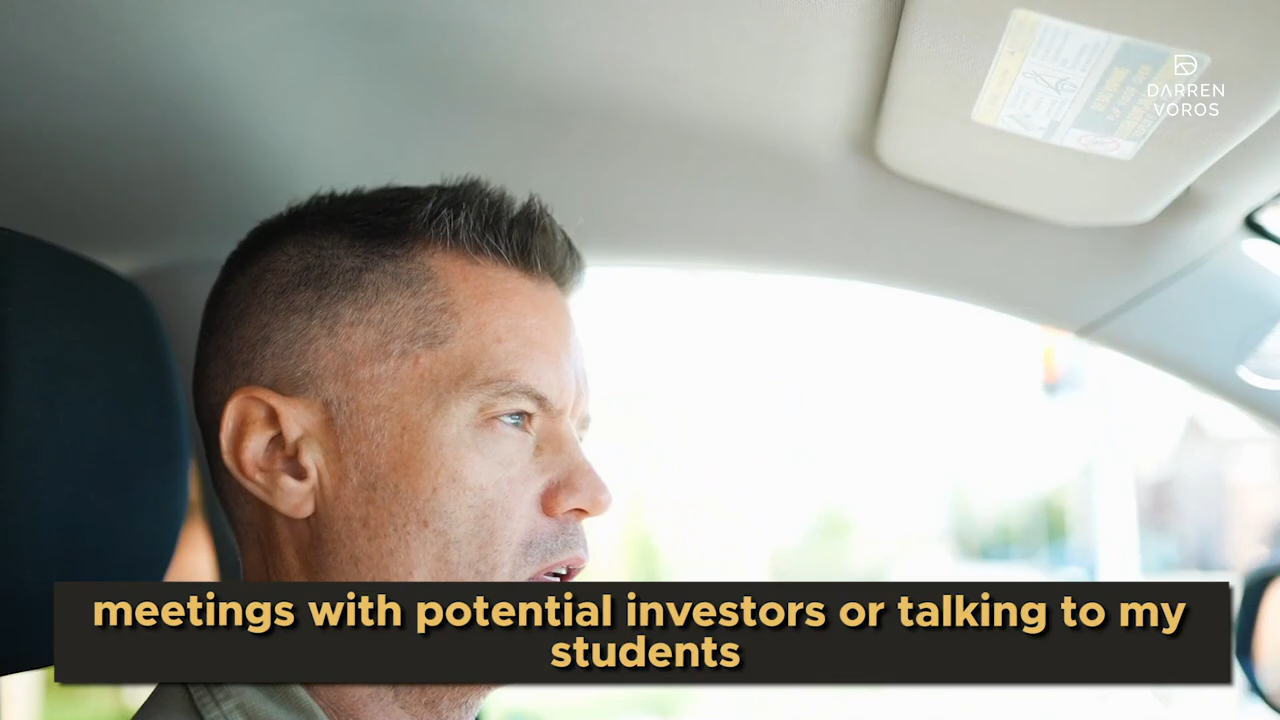 DARREN
VOROS
meetings with potential investors or talking to my
students